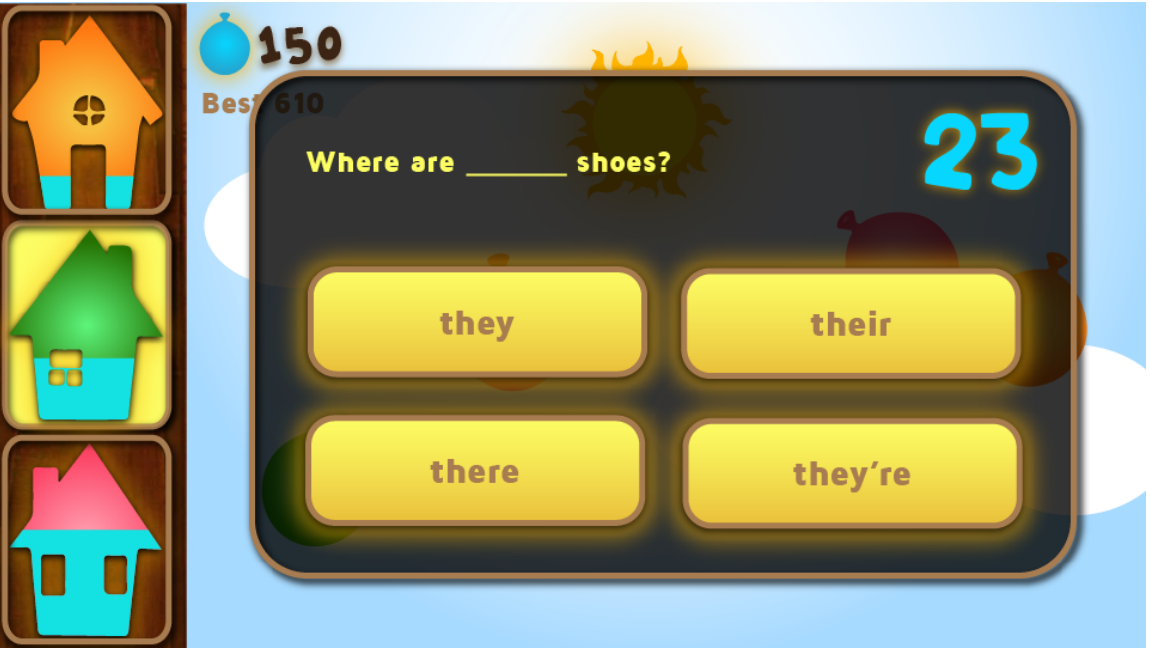 150
Best 610
23
Where are _______ shoes?
they
their
there
they’re